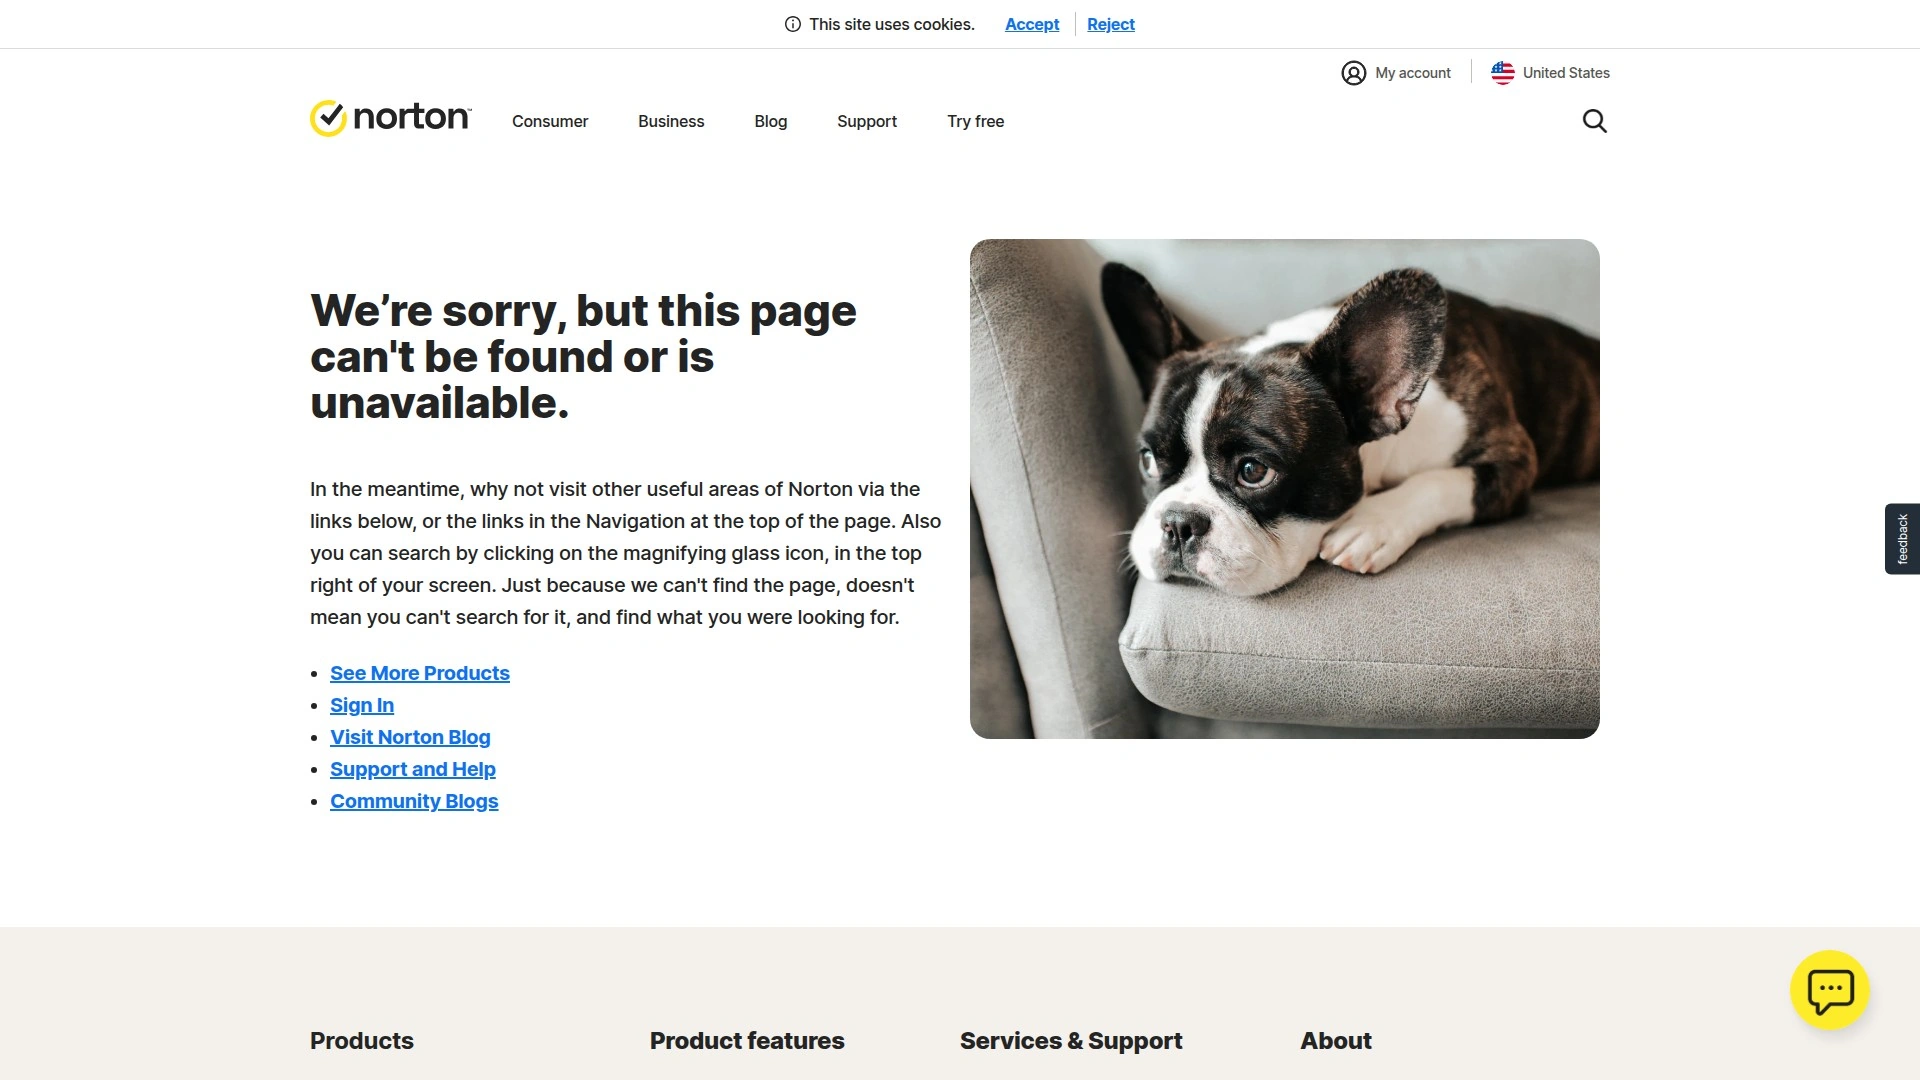 This site uses cookies. Accept Reject
My account United States
norton Consumer Business Blog Support Try free
We’re sorry, but this page
can't be found or is
unavailable.
In the meantime, why not visit other useful areas of Norton via the
links below, or the links in the Navigation at the top of the page. Also
you can search by clicking on the magnifying glass icon, in the top
right of your screen. Just because we can't find the page, doesn't
mean you can't search for it, and find what you were looking for.
• See More Products
• Sign In
• Visit Norton Blog
• Support and Help
• Community Blogs
feedback
Products Product features Services & Support About